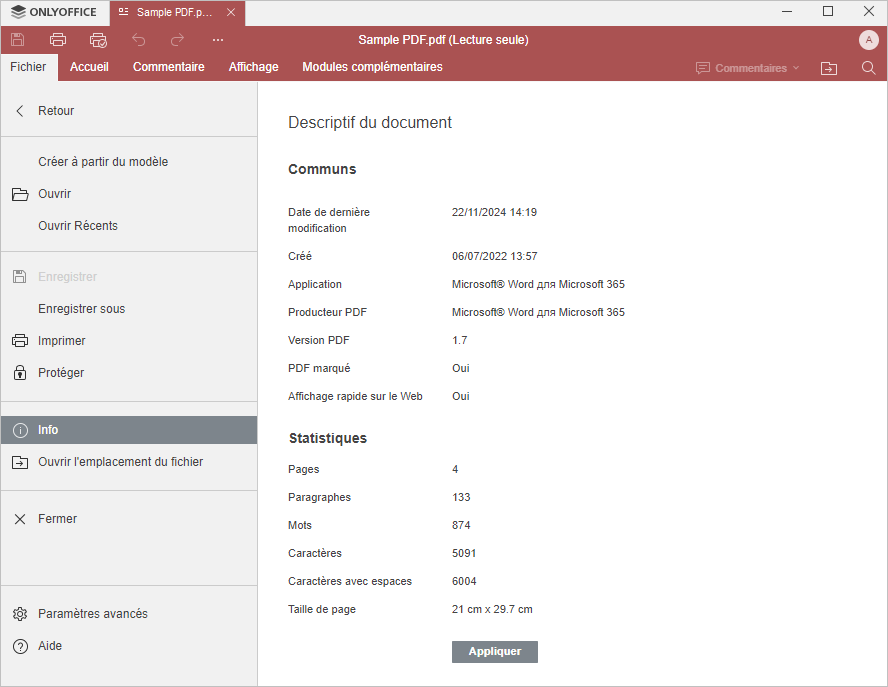 ONLYOFFICE
Sample PDF.p...
Sample PDF.pdf (Lecture seule)
A
Fichier Accueil Commentaire Affichage Modules complémentaires Commentaires
Retour
Créer à partir du modèle
Ouvrir
Ouvrir Récents
Enregistrer
Enregistrer sous
Imprimer
Protéger
Info
Ouvrir l'emplacement du fichier
Fermer
Paramètres avancés
Aide
Descriptif du document
Communs
Date de dernière modification 22/11/2024 14:19
Créé 06/07/2022 13:57
Application Microsoft® Word для Microsoft 365
Producteur PDF Microsoft® Word для Microsoft 365
Version PDF 1.7
PDF marqué Oui
Affichage rapide sur le Web Oui
Statistiques
Pages 4
Paragraphes 133
Mots 874
Caractères 5091
Caractères avec espaces 6004
Taille de page 21 cm x 29.7 cm
Appliquer